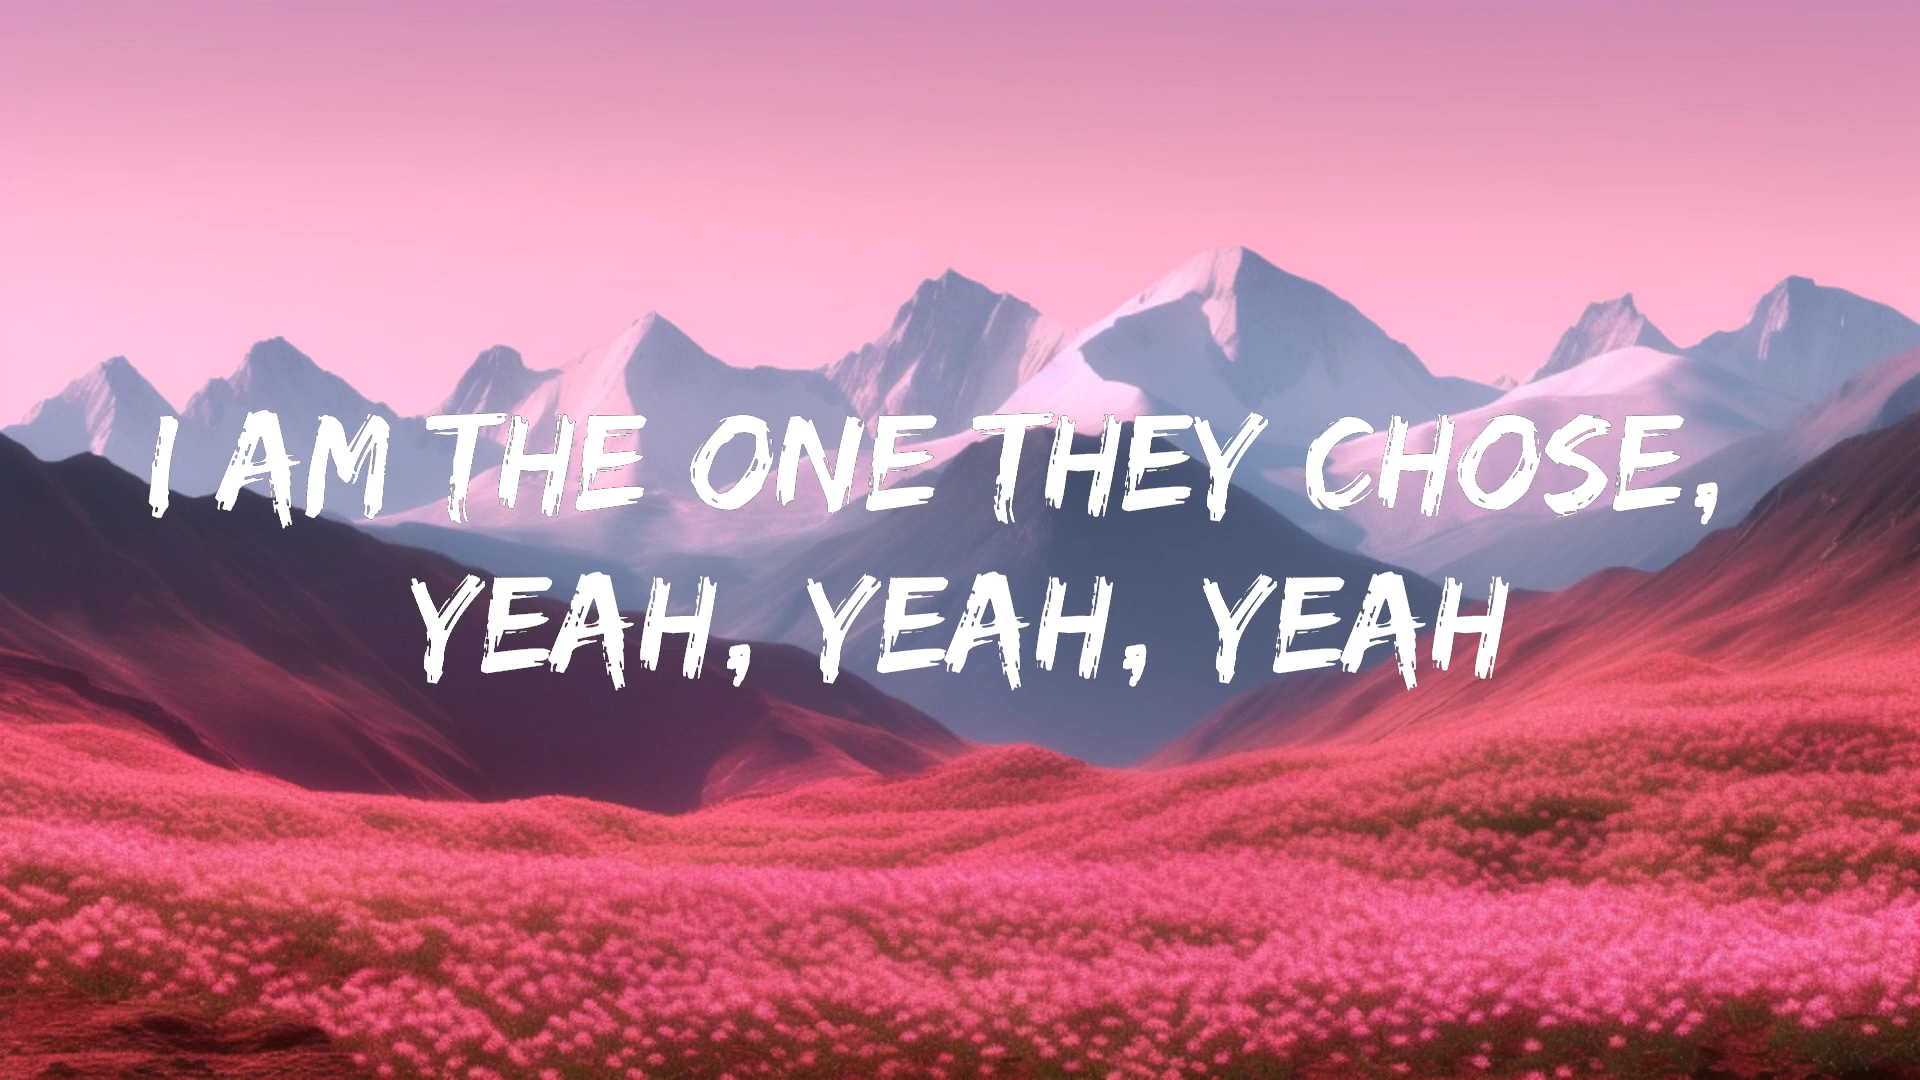 I AM THE ONE THEY CHOSE,
YEAH, YEAH, YEAH